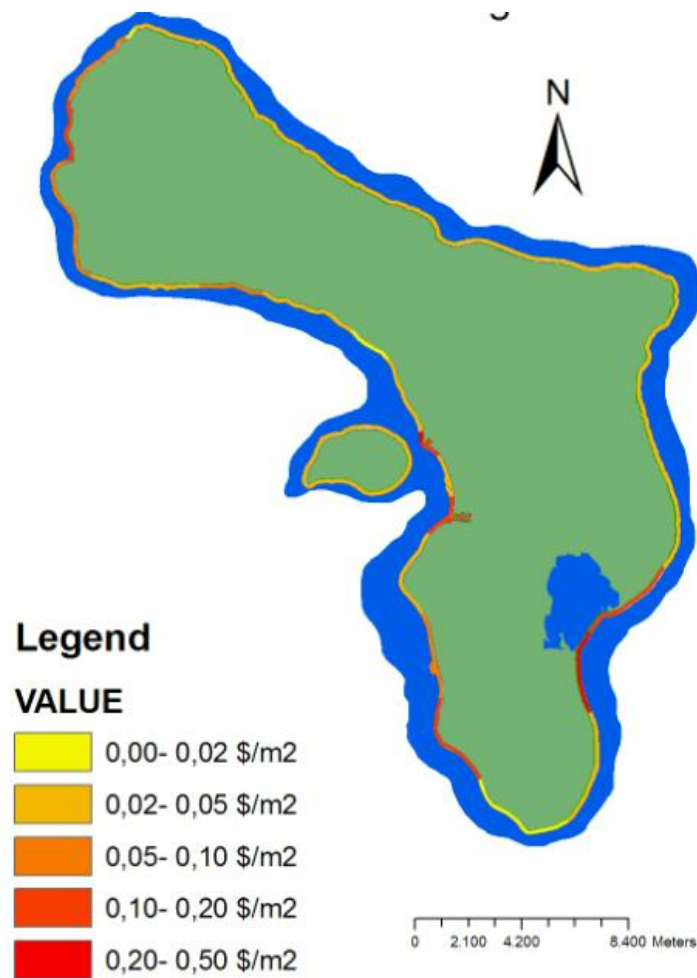 N
Legend
VALUE
0,00- 0,02 $/m2
0,02- 0,05 $/m2
0,05- 0,10 $/m2
0,10- 0,20 $/m2
0,20- 0,50 $/m2
0 2.100 4.200 8.400 Meters